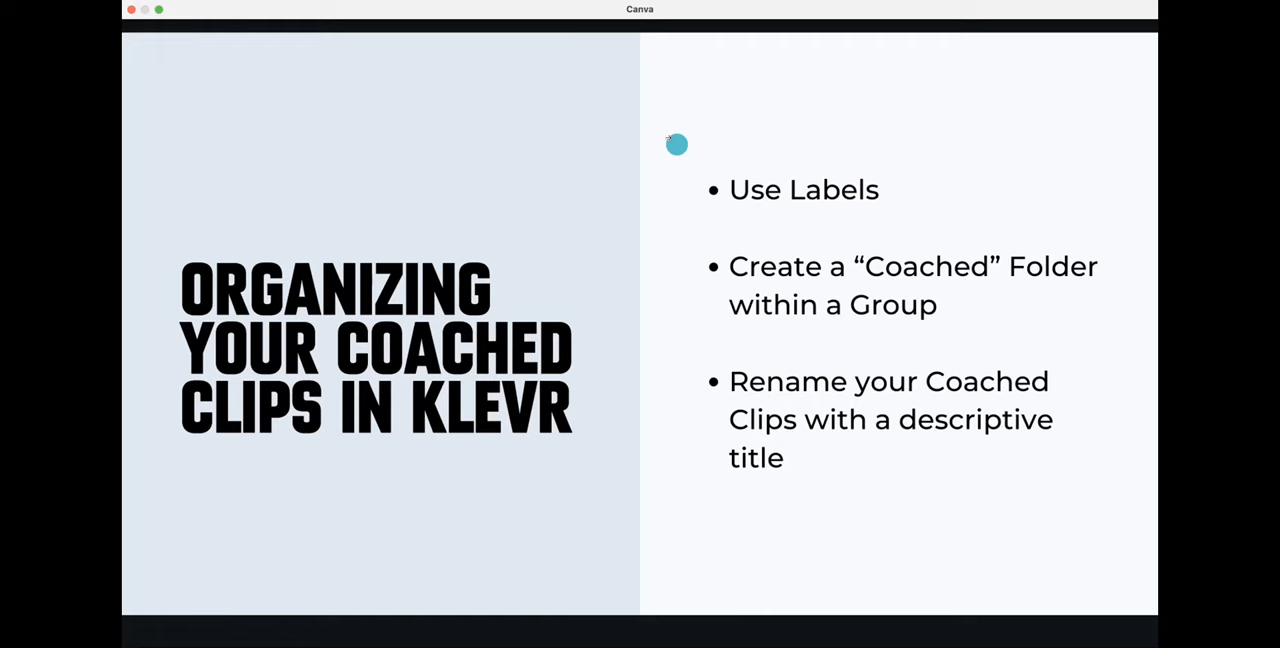 Canva
ORGANIZING
YOUR COACHED
CLIPS IN KLEVR
• Use Labels
• Create a “Coached” Folder
within a Group
• Rename your Coached
Clips with a descriptive
title